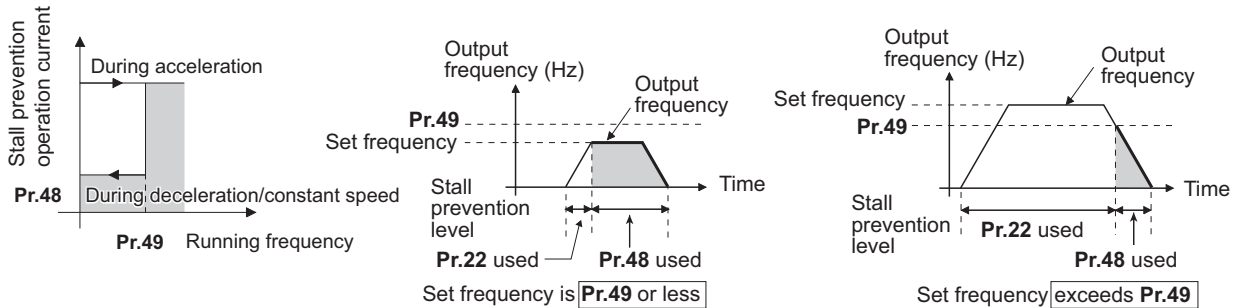 Stall prevention
operation current
During acceleration
Pr.48
During deceleration/constant speed
Pr.49
Running frequency
Output
frequency (Hz)
Output
frequency
Pr.49
Set frequency
Time
Stall
prevention
level
Pr.22 used
Pr.48 used
Set frequency is Pr.49 or less
Output
frequency (Hz)
Output
frequency
Set frequency
Pr.49
Time
Stall
prevention
level
Pr.22 used
Pr.48 used
Set frequency exceeds Pr.49